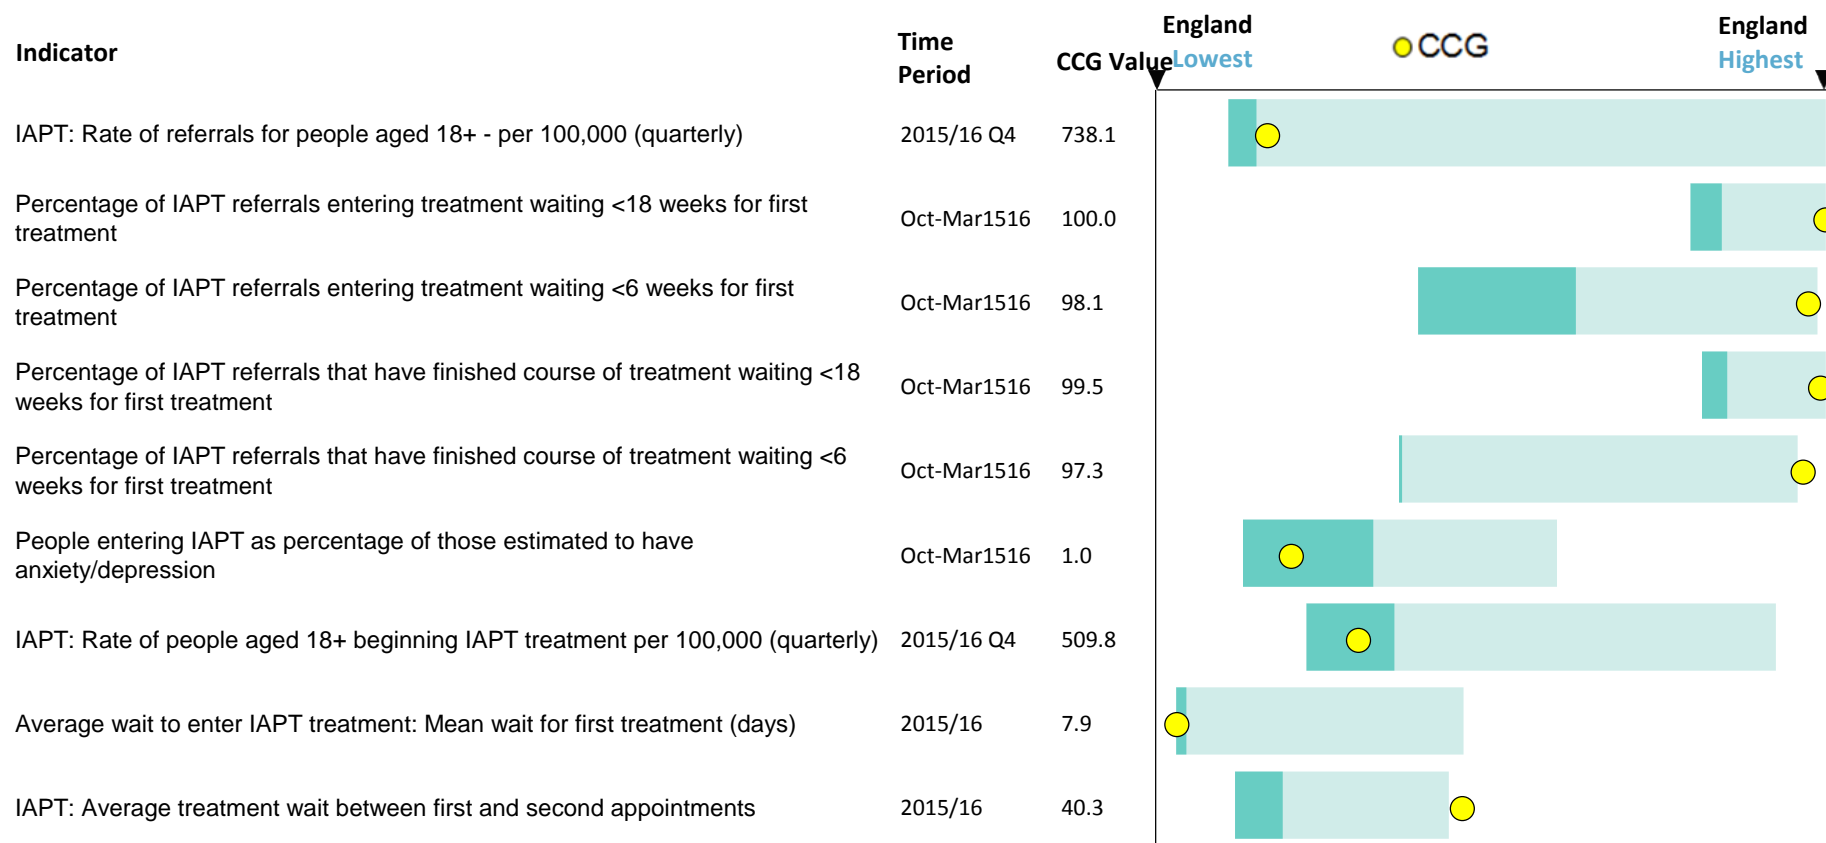 Indicator
Time
Period
CCG Value
England
Lowest
CCG
England
Highest
IAPT: Rate of referrals for people aged 18+ - per 100,000 (quarterly) 2015/16 Q4 738.1
Percentage of IAPT referrals entering treatment waiting <18 weeks for first
treatment
Oct-Mar1516 100.0
Percentage of IAPT referrals entering treatment waiting <6 weeks for first
treatment
Oct-Mar1516 98.1
Percentage of IAPT referrals that have finished course of treatment waiting <18
weeks for first treatment
Oct-Mar1516 99.5
Percentage of IAPT referrals that have finished course of treatment waiting <6
weeks for first treatment
Oct-Mar1516 97.3
People entering IAPT as percentage of those estimated to have
anxiety/depression
Oct-Mar1516 1.0
IAPT: Rate of people aged 18+ beginning IAPT treatment per 100,000 (quarterly) 2015/16 Q4 509.8
Average wait to enter IAPT treatment: Mean wait for first treatment (days) 2015/16 7.9
IAPT: Average treatment wait between first and second appointments 2015/16 40.3